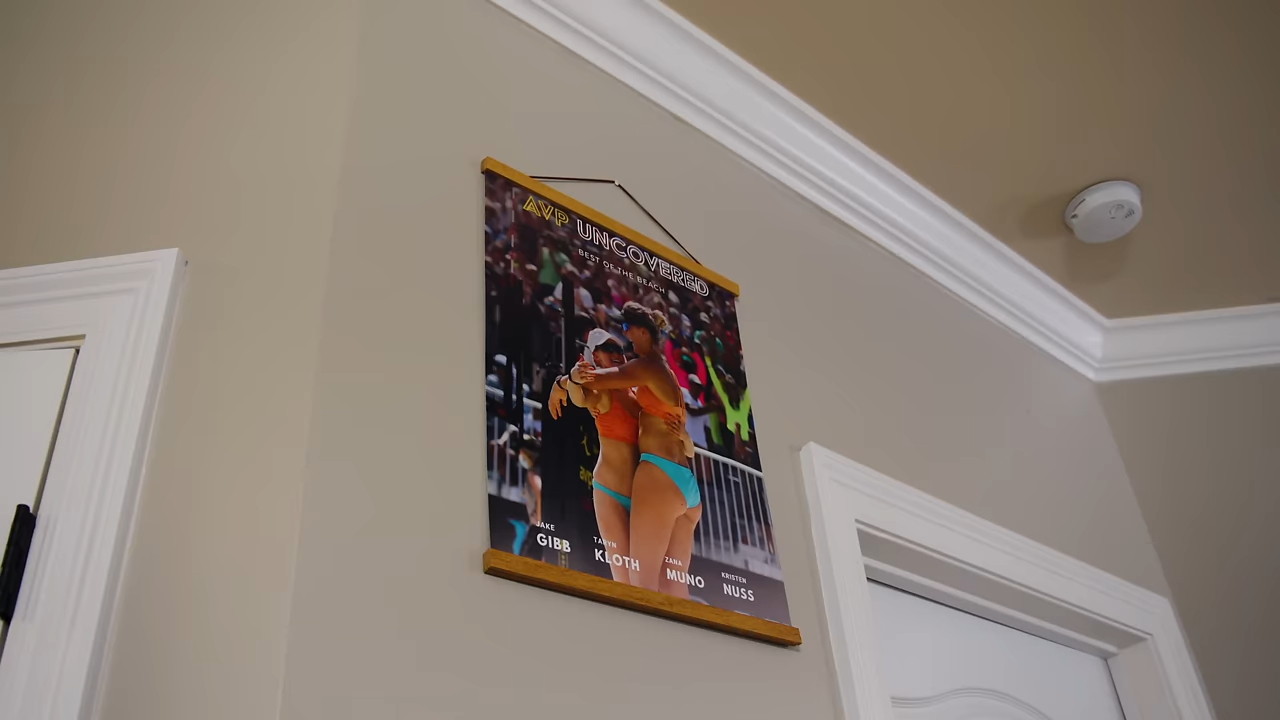 AVP UNCOVERED
BEST OF THE BEACH
JAKE
GIBB
TARYN
KLOTH
ZANA
MUNO
KRISTEN
NUSS